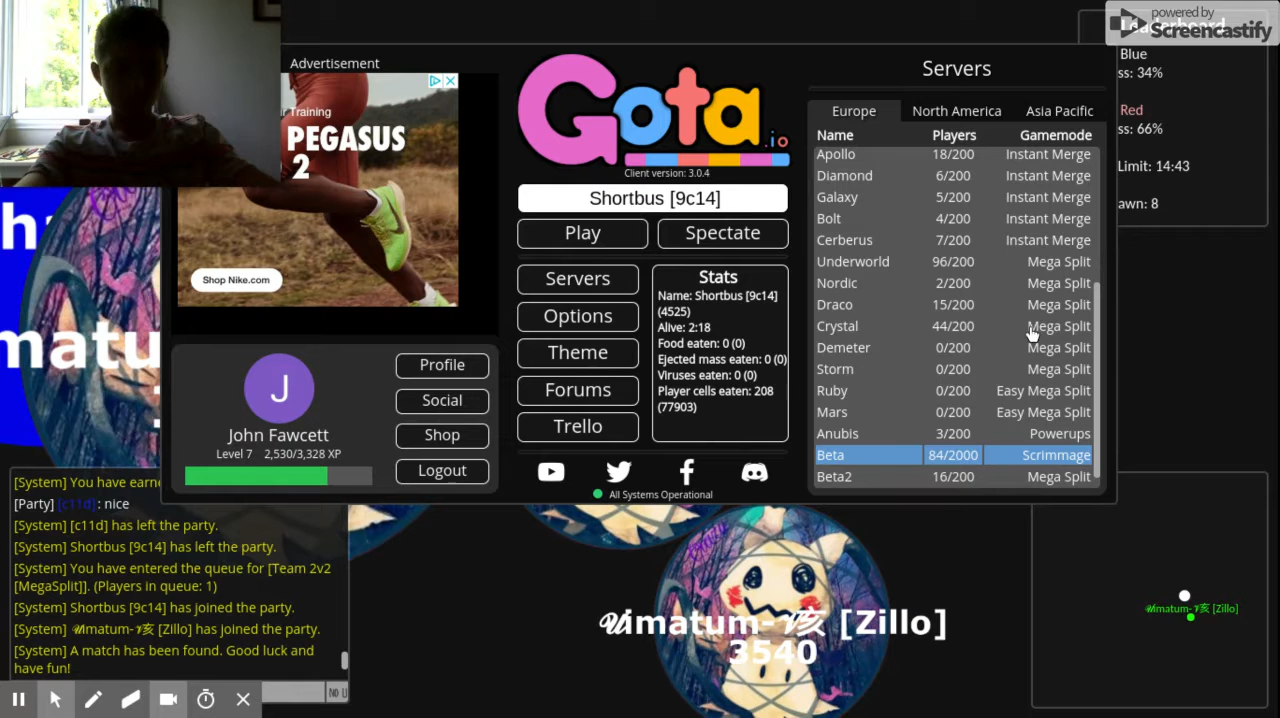 powered by
Screencastify
Blue
ss: 34%
Red
ss: 66%
Limit: 14:43
awn: 8
Advertisement
ir Training
PEGASUS
2
Shop Nike.com
Gota.io
Client version: 3.0.4
Shortbus [9c14]
Play
Spectate
Servers
Options
Theme
Forums
Trello
Stats
Name: Shortbus [9c14]
(4525)
Alive: 2:18
Food eaten: 0 (0)
Ejected mass eaten: 0 (0)
Viruses eaten: 0 (0)
Player cells eaten: 208
(77903)
All Systems Operational
J
John Fawcett
Level 7 2,530/3,328 XP
Profile
Social
Shop
Logout
Servers
Europe North America Asia Pacific
Name Players Gamemode
Apollo 18/200 Instant Merge
Diamond 6/200 Instant Merge
Galaxy 5/200 Instant Merge
Bolt 4/200 Instant Merge
Cerberus 7/200 Instant Merge
Underworld 96/200 Mega Split
Nordic 2/200 Mega Split
Draco 15/200 Mega Split
Crystal 44/200 Mega Split
Demeter 0/200 Mega Split
Storm 0/200 Mega Split
Ruby 0/200 Easy Mega Split
Mars 0/200 Easy Mega Split
Anubis 3/200 Powerups
Beta 84/2000 Scrimmage
Beta2 16/200 Mega Split
[System] You have earne
[Party] [c11d]: nice
[System] [c11d] has left the party.
[System] Shortbus [9c14] has left the party.
[System] You have entered the queue for [Team 2v2
[MegaSplit]]. (Players in queue: 1)
[System] Shortbus [9c14] has joined the party.
[System] 𝓤imatum-𝓥亥 [Zillo] has joined the party.
[System] A match has been found. Good luck and
have fun!
NO U
𝓤imatum-𝓥亥 [Zillo]
3540
𝓤imatum-𝓥亥 [Zillo]